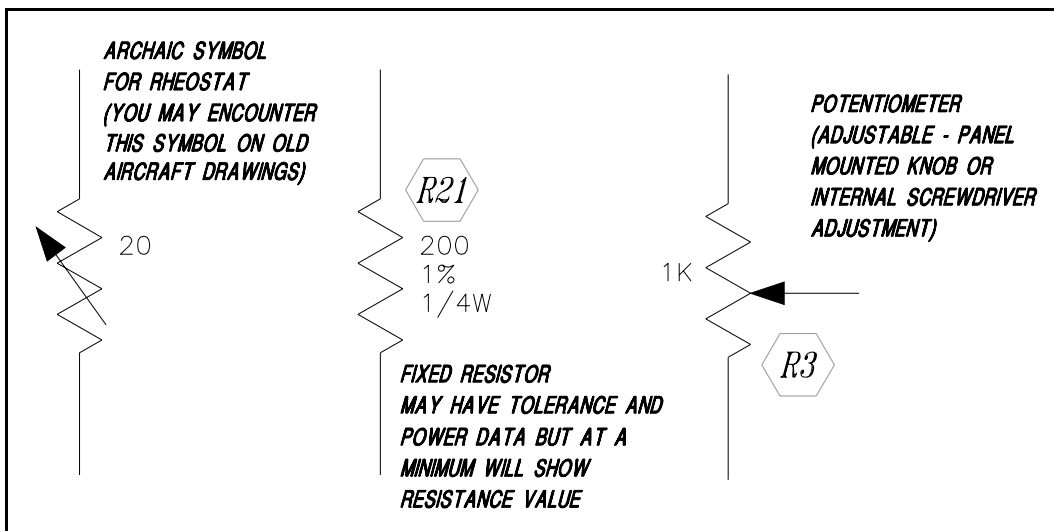 ARCHAIC SYMBOL
FOR RHEOSTAT
(YOU MAY ENCOUNTER
THIS SYMBOL ON OLD
AIRCRAFT DRAWINGS)
20
R21
200
1%
1/4W
FIXED RESISTOR
MAY HAVE TOLERANCE AND
POWER DATA BUT AT A
MINIMUM WILL SHOW
RESISTANCE VALUE
POTENTIOMETER
(ADJUSTABLE - PANEL
MOUNTED KNOB OR
INTERNAL SCREWDRIVER
ADJUSTMENT)
1K
R3